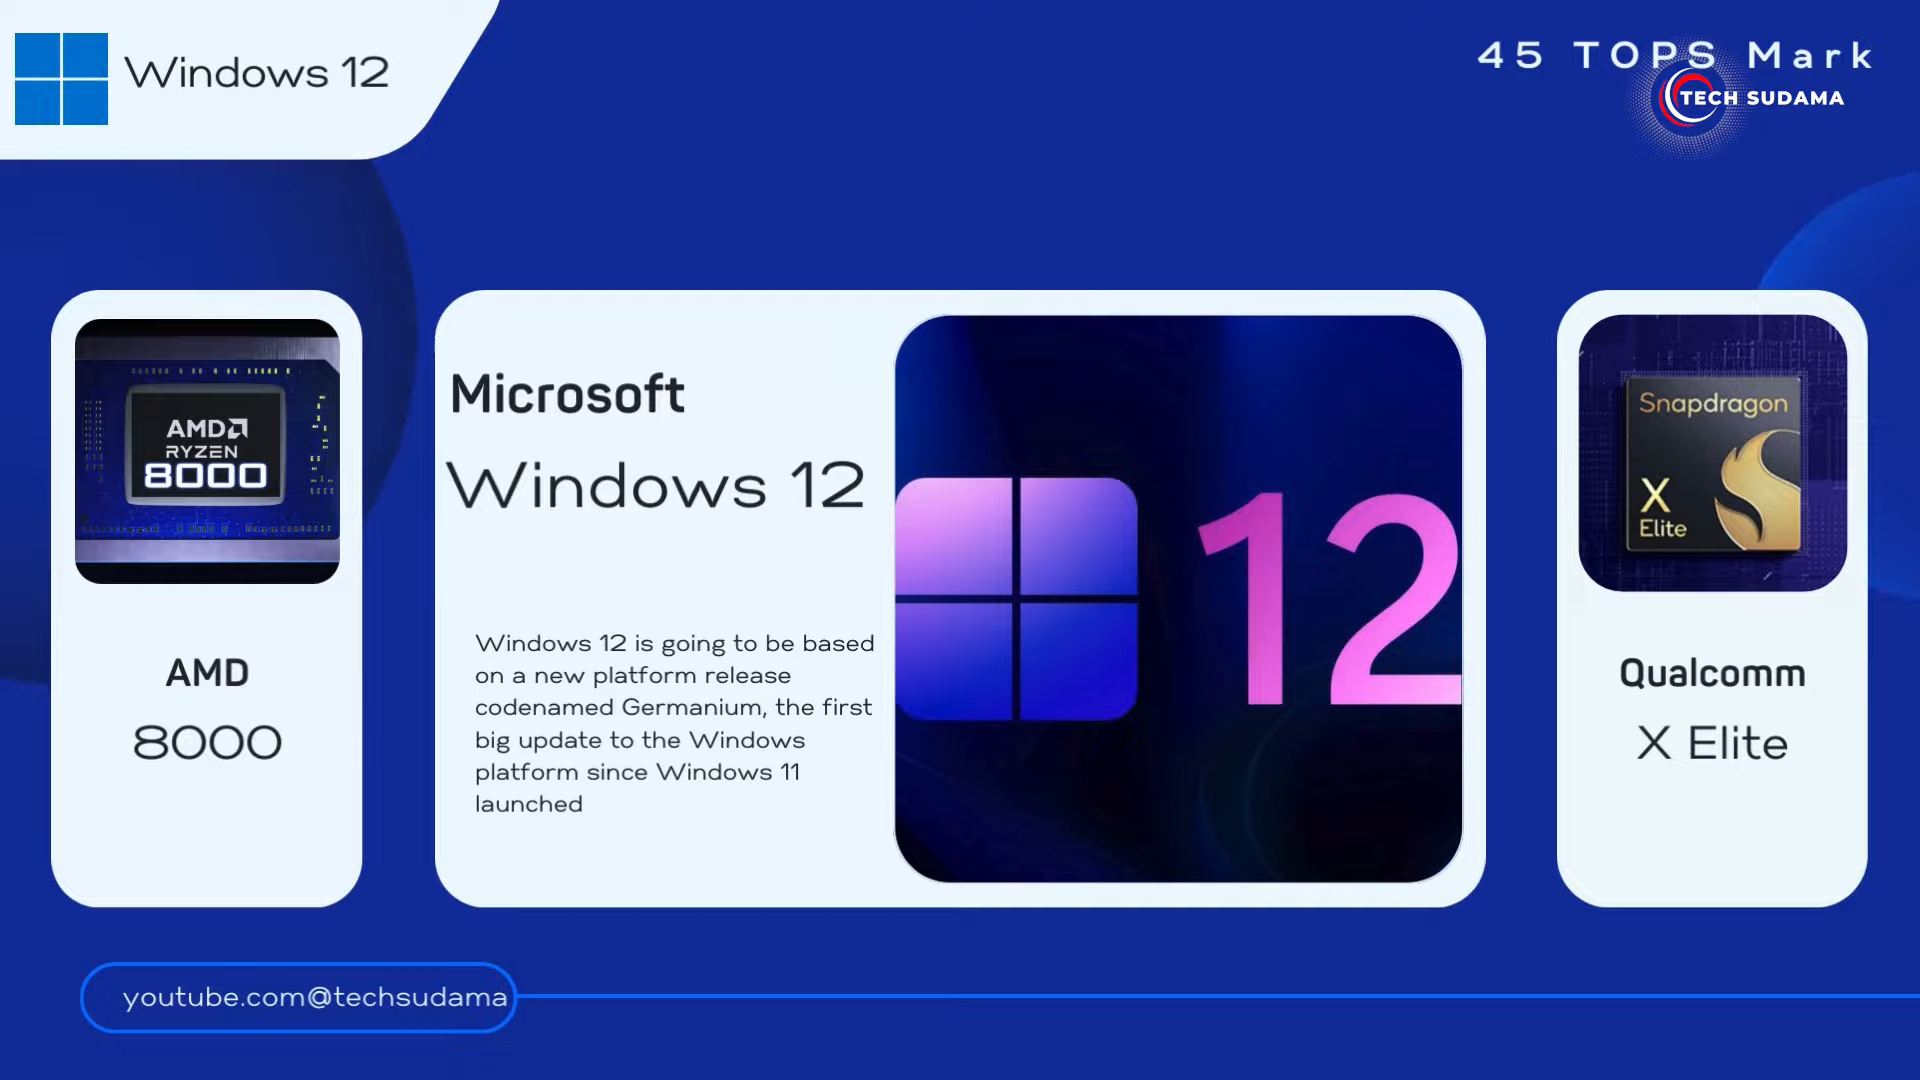 Windows 12
45 TOPS Mark
TECH SUDAMA
AMD
RYZEN
8000
AMD
8000
Microsoft
Windows 12
Windows 12 is going to be based
on a new platform release
codenamed Germanium, the first
big update to the Windows
platform since Windows 11
launched
12
Snapdragon
X
Elite
Qualcomm
X Elite
youtube.com@techsudama